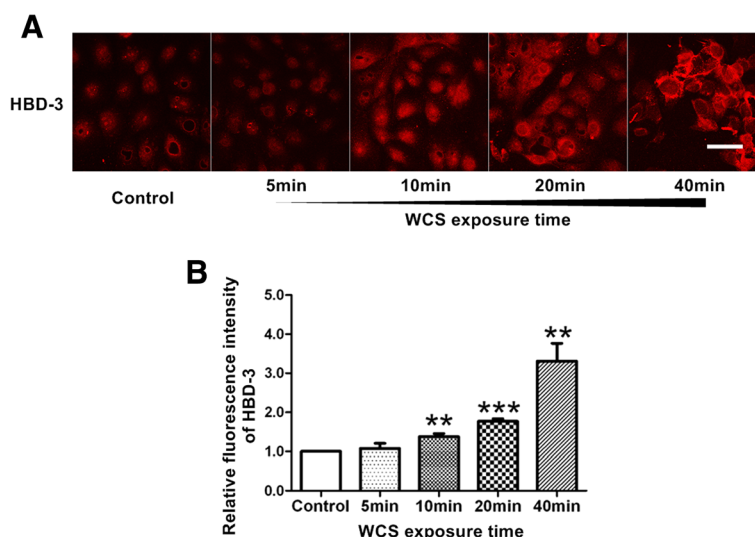 A
HBD-3
Control
5min 10min 20min 40min
WCS exposure time
B
Relative fluorescence intensity
of HBD-3
5.0
4.0
3.0
2.0
1.0
0.0
**
***
**
Control 5min 10min 20min 40min
WCS exposure time